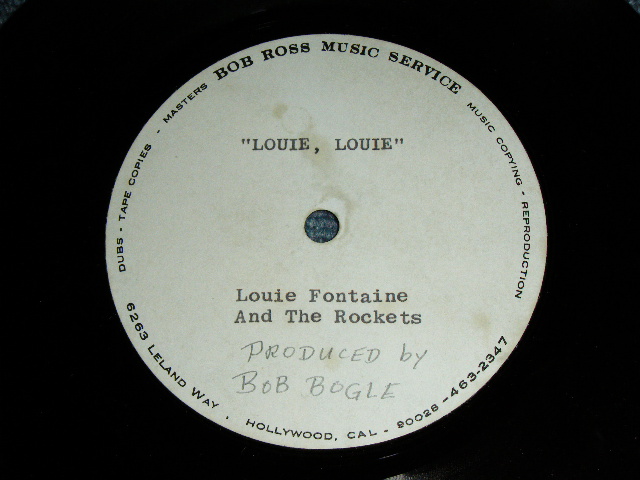 BOB ROSS MUSIC SERVICE
DUBS - TAPE COPIES - MASTERS
MUSIC COPYING - REPRODUCTION
"LOUIE, LOUIE"
Louie Fontaine
And The Rockets
PRODUCED by
BOB BOGLE
6263 LELAND WAY , HOLLYWOOD, CAL - 90028 - 463-2347